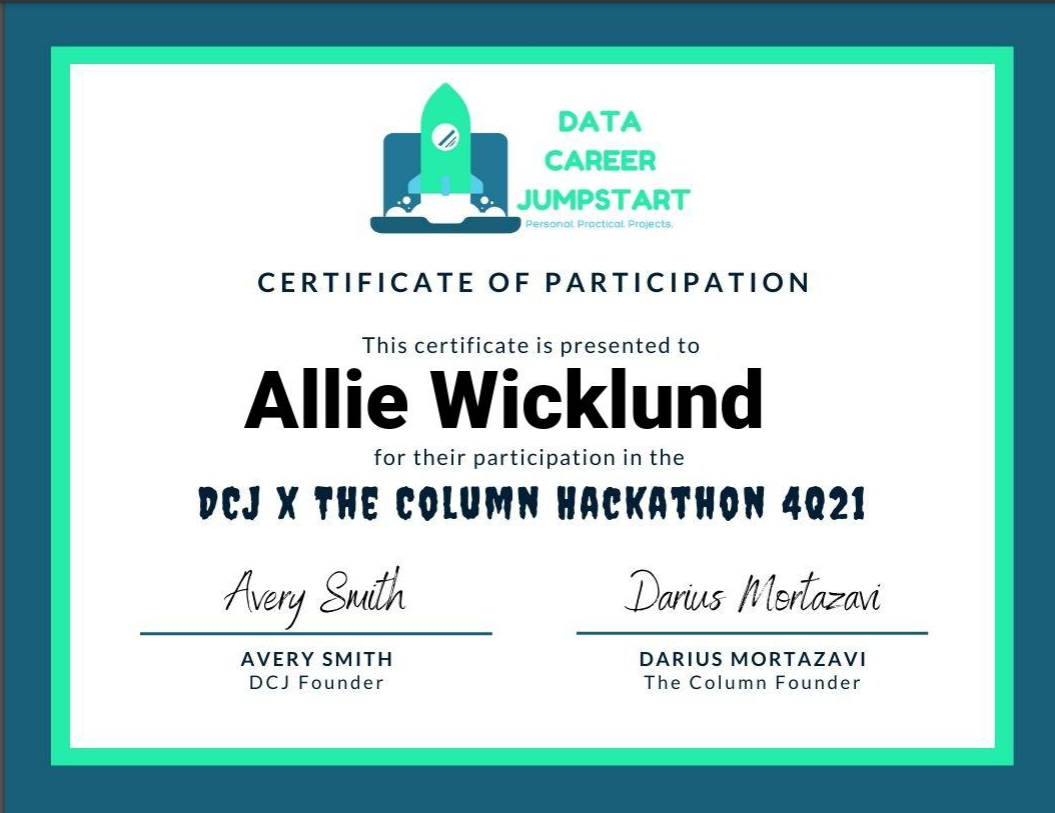 DATA
CAREER
JUMPSTART
Personal. Practical. Projects.
CERTIFICATE OF PARTICIPATION
This certificate is presented to
Allie Wicklund
for their participation in the
DCJ X THE COLUMN HACKATHON 4Q21
Avery Smith
Darius Mortazavi
AVERY SMITH
DARIUS MORTAZAVI
DCJ Founder
The Column Founder